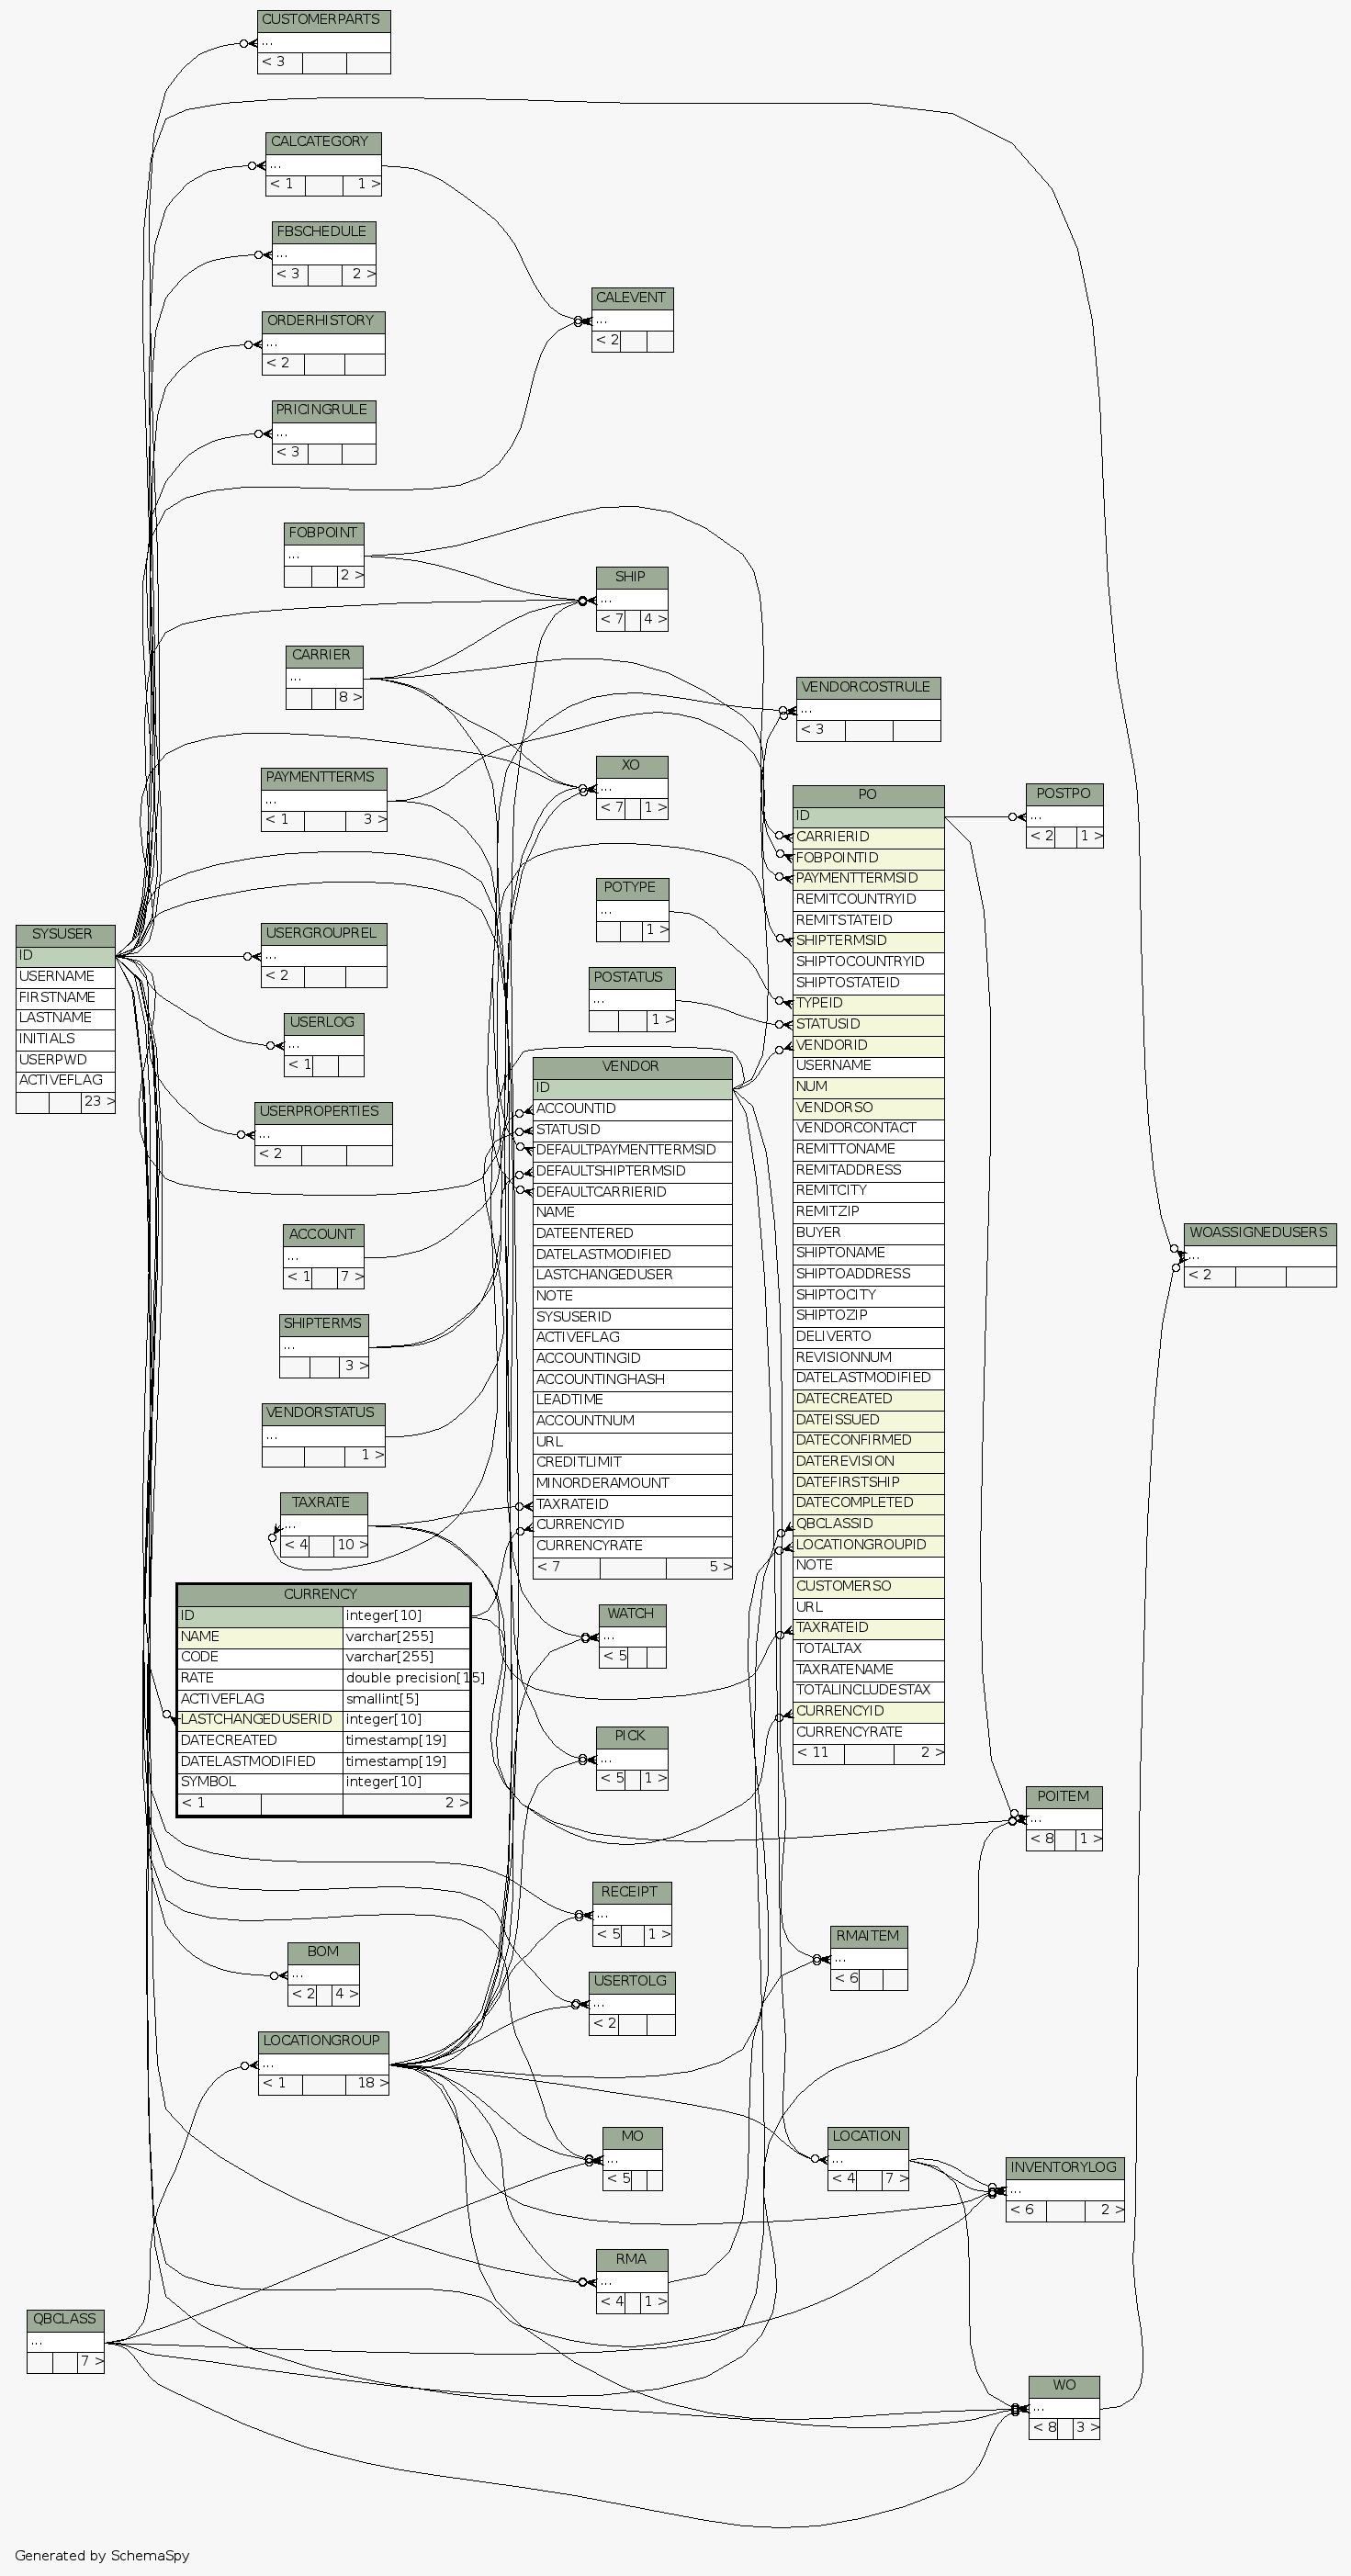 CUSTOMERPARTS
...
< 3
CALCATEGORY
...
< 1 1 >
FBSCHEDULE
...
< 3 2 >
CALEVENT
...
< 2
ORDERHISTORY
...
< 2
PRICINGRULE
...
< 3
FOBPOINT
...
2 >
SHIP
...
< 7 4 >
CARRIER
...
8 >
VENDORCOSTRULE
...
< 3
XO
...
< 7 1 >
PAYMENTTERMS
...
< 1 3 >
POSTPO
...
< 2 1 >
PO
ID
CARRIERID
FOBPOINTID
PAYMENTTERMSID
REMITCOUNTRYID
REMITSTATEID
SHIPTERMSID
SHIPTOCOUNTRYID
SHIPTOSTATEID
TYPEID
STATUSID
VENDORID
USERNAME
NUM
VENDORSO
VENDORCONTACT
REMITTONAME
REMITADDRESS
REMITCITY
REMITZIP
BUYER
SHIPTONAME
SHIPTOADDRESS
SHIPTOCITY
SHIPTOZIP
DELIVERTO
REVISIONNUM
DATELASTMODIFIED
DATECREATED
DATEISSUED
DATECONFIRMED
DATEREVISION
DATEFIRSTSHIP
DATECOMPLETED
QBCLASSID
LOCATIONGROUPID
NOTE
CUSTOMERSO
URL
TAXRATEID
TOTALTAX
TAXRATENAME
TOTALINCLUDESTAX
CURRENCYID
CURRENCYRATE
< 11 2 >
POTYPE
...
1 >
POSTATUS
...
1 >
SYSUSER
ID
USERNAME
FIRSTNAME
LASTNAME
INITIALS
USERPWD
ACTIVEFLAG
23 >
USERGROUPREL
...
< 2
USERLOG
...
< 1
USERPROPERTIES
...
< 2
VENDOR
ID
ACCOUNTID
STATUSID
DEFAULTPAYMENTTERMSID
DEFAULTSHIPTERMSID
DEFAULTCARRIERID
NAME
DATEENTERED
DATELASTMODIFIED
LASTCHANGEDUSER
NOTE
SYSUSERID
ACTIVEFLAG
ACCOUNTINGID
ACCOUNTINGHASH
LEADTIME
ACCOUNTNUM
URL
CREDITLIMIT
MINORDERAMOUNT
TAXRATEID
CURRENCYID
CURRENCYRATE
< 7 5 >
ACCOUNT
...
< 1 7 >
WOASSIGNEDUSERS
...
< 2
SHIPTERMS
...
3 >
VENDORSTATUS
...
1 >
TAXRATE
...
< 4 10 >
CURRENCY
ID integer[10]
NAME varchar[255]
CODE varchar[255]
RATE double precision[15]
ACTIVEFLAG smallint[5]
LASTCHANGEDUSERID integer[10]
DATECREATED timestamp[19]
DATELASTMODIFIED timestamp[19]
SYMBOL integer[10]
< 1 2 >
WATCH
...
< 5
PICK
...
< 5 1 >
POITEM
...
< 8 1 >
RECEIPT
...
< 5 1 >
RMAITEM
...
< 6
BOM
...
< 2 4 >
USERTOLG
...
< 2
LOCATIONGROUP
...
< 1 18 >
MO
...
< 5
LOCATION
...
< 4 7 >
INVENTORYLOG
...
< 6 2 >
RMA
...
< 4 1 >
QBCLASS
...
7 >
WO
...
< 8 3 >
Generated by SchemaSpy